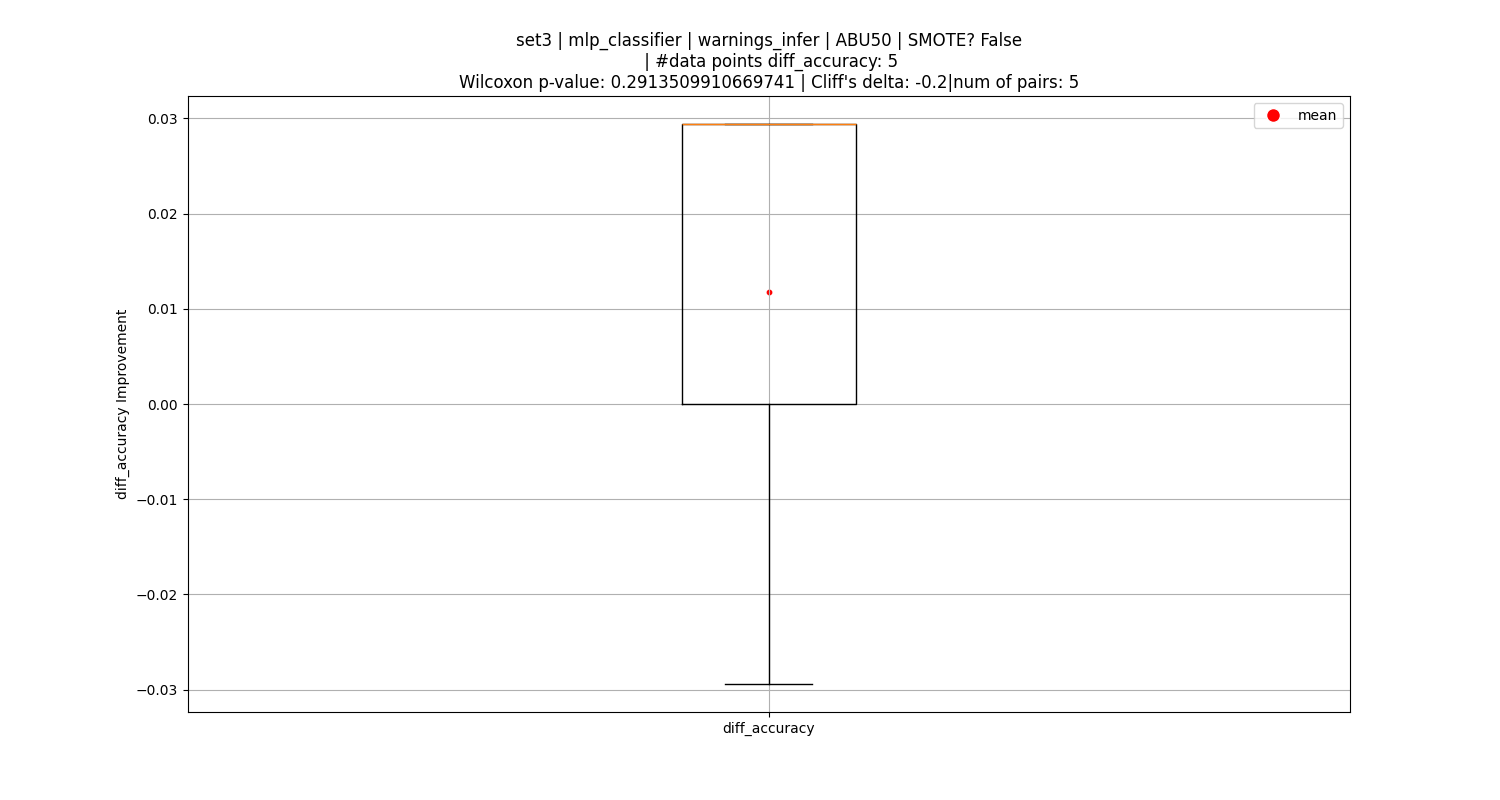 set3 | mlp_classifier | warnings_infer | ABU50 | SMOTE? False
| #data points diff_accuracy: 5
Wilcoxon p-value: 0.2913509910669741 | Cliff's delta: -0.2|num of pairs: 5
mean
0.03
0.02
0.01
0.00
−0.01
−0.02
−0.03
diff_accuracy Improvement
diff_accuracy